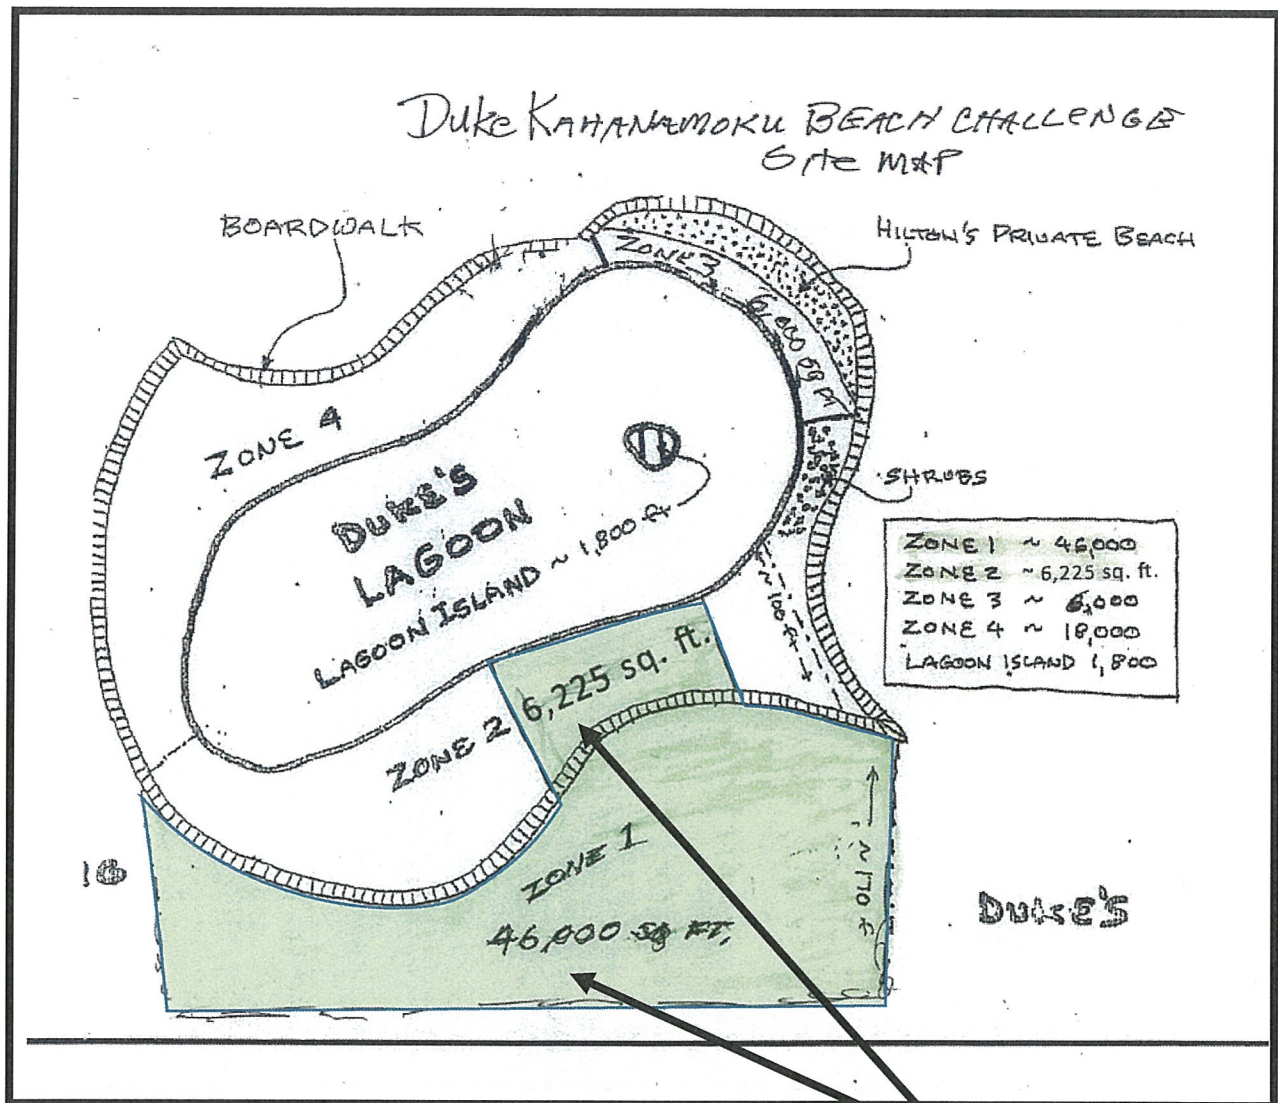 Duke KAHANAMOKU BEACH CHALLENGE
Site MAP
BOARDWALK
HILTON'S PRIVATE BEACH
ZONE 3
6,000 sq ft
ZONE 4
SHRUBS
DUKE'S
LAGOON
LAGOON ISLAND ~ 1,800 ft
~ 100 ft
ZONE 1 ~ 46,000
ZONE 2 ~ 6,225 sq. ft.
ZONE 3 ~ 6,000
ZONE 4 ~ 18,000
LAGOON ISLAND 1,800
ZONE 2 6,225 sq. ft.
ZONE 1
46,000 sq FT.
~ 170 f
16
DUKE'S